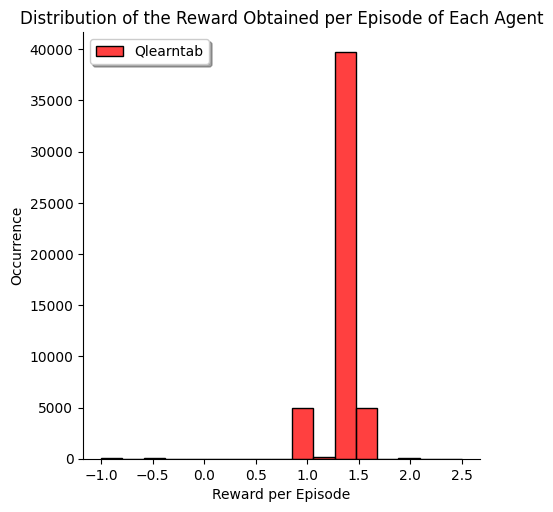 Distribution of the Reward Obtained per Episode of Each Agent
Qlearntab
40000
35000
30000
25000
20000
15000
10000
5000
0
Occurrence
−1.0 −0.5 0.0 0.5 1.0 1.5 2.0 2.5
Reward per Episode